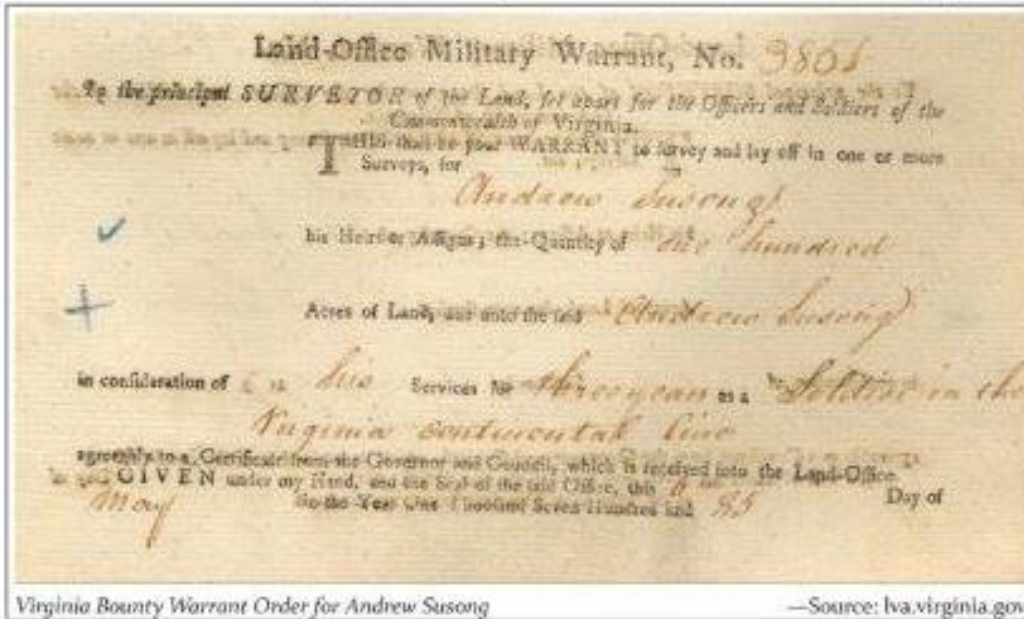 Land-Office Military Warrant, No. 3801
To the principal SURVEYOR of the Land, set apart for the Officers and Soldiers of the
Commonwealth of Virginia.
THIS shall be your WARRANT to survey and lay off in one or more
Surveys, for
Andrew Susong
his Heirs or Assigns, the Quantity of one hundred
Acres of Land, due unto the said Andrew Susong
in consideration of his Services for three years as a Soldier in the
Virginia continental line
agreeably to a Certificate from the Governor and Council, which is received into the Land-Office.
GIVEN under my Hand, and the Seal of the said Office, this Day of
May in the Year One Thousand Seven Hundred and 85
Virginia Bounty Warrant Order for Andrew Susong
—Source: lva.virginia.gov